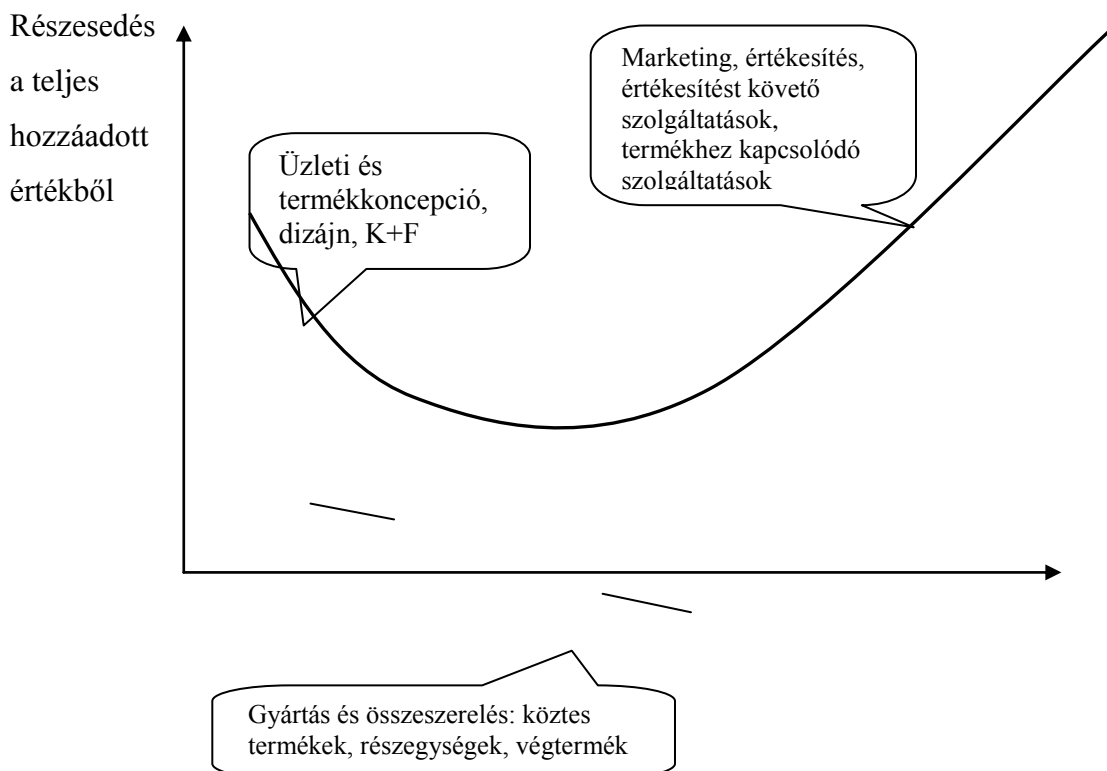 Részesedés
a teljes
hozzáadott
értékből
Üzleti és
termékkoncepció,
dizájn, K+F
Marketing, értékesítés,
értékesítést követő
szolgáltatások,
termékhez kapcsolódó
szolgáltatások
Gyártás és összeszerelés: köztes
termékek, részegységek, végtermék